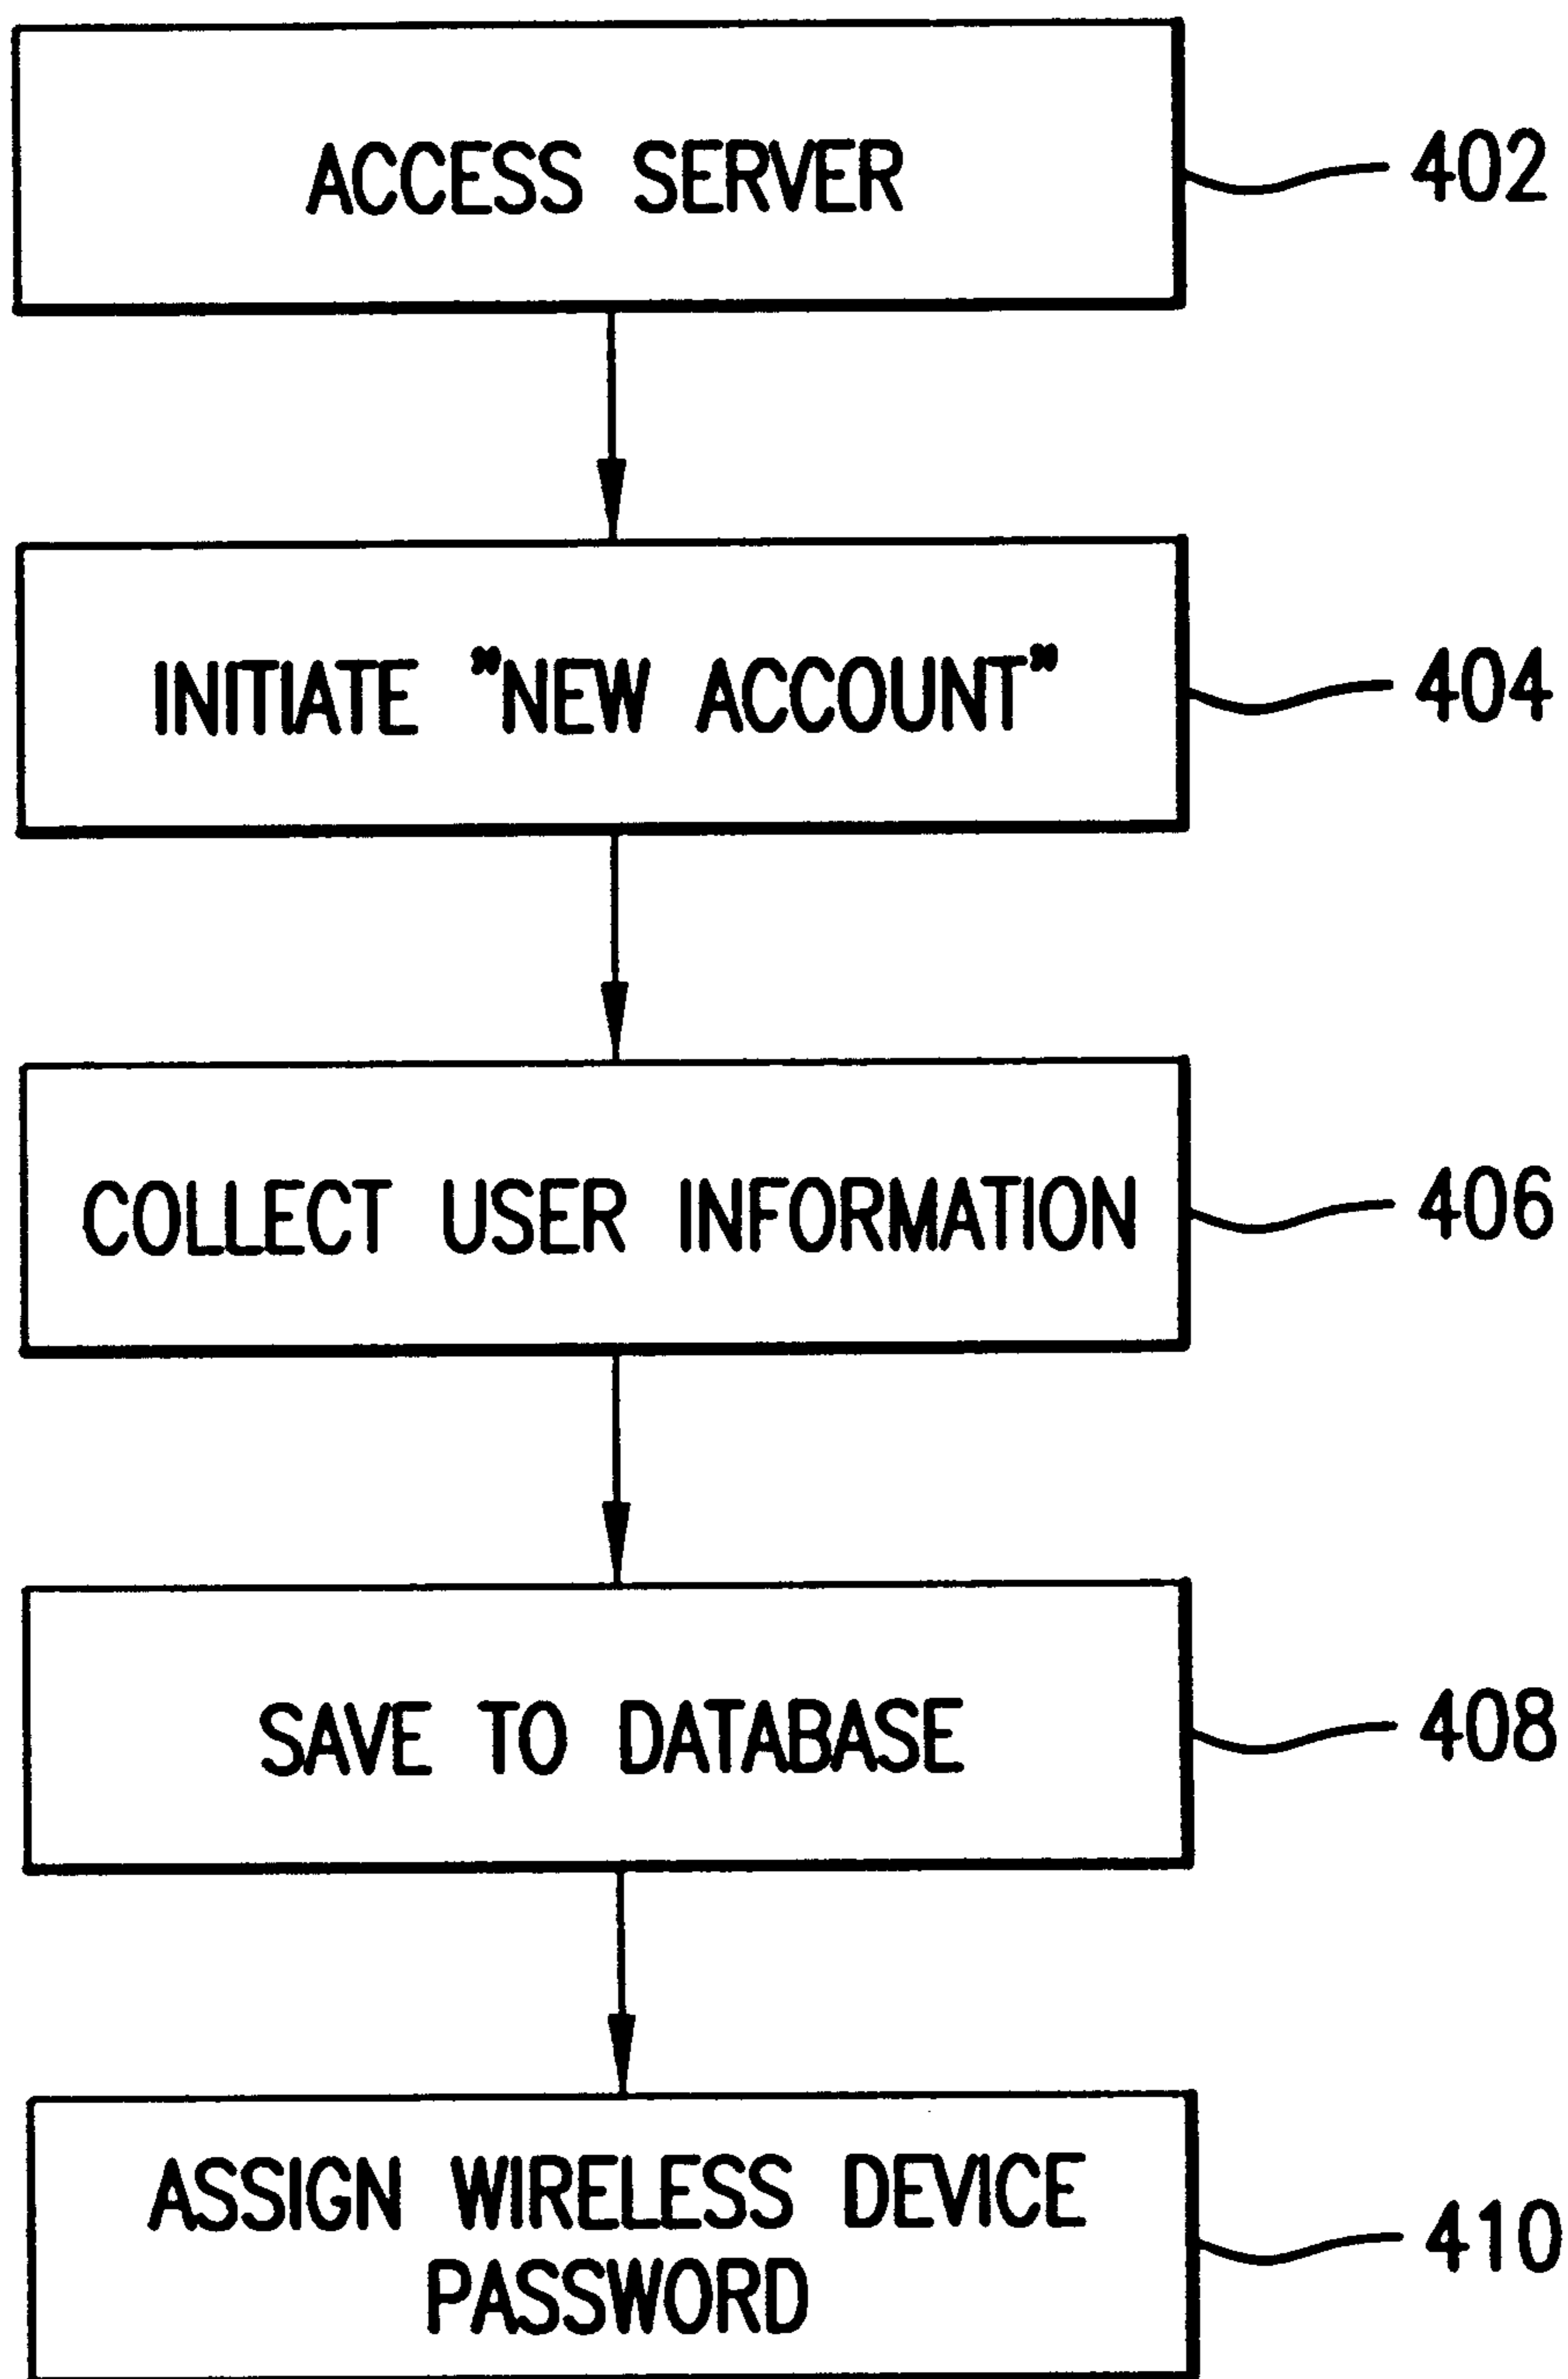 ACCESS SERVER
402
INITIATE "NEW ACCOUNT"
404
COLLECT USER INFORMATION
406
SAVE TO DATABASE
408
ASSIGN WIRELESS DEVICE
PASSWORD
410